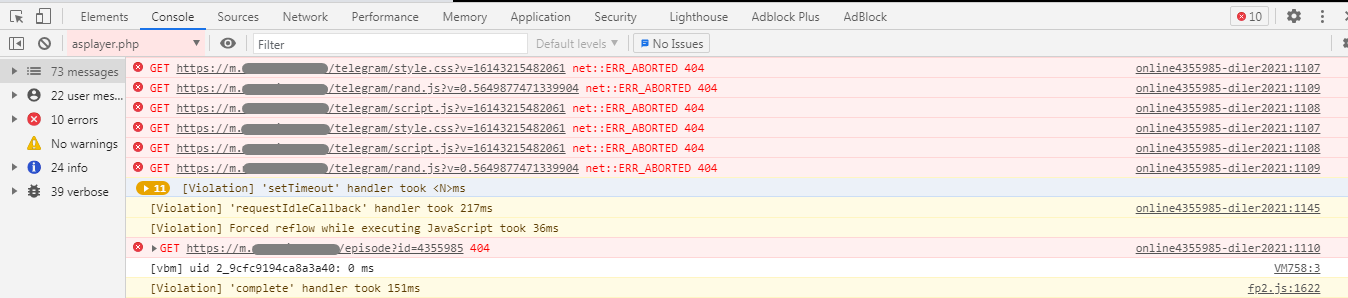 Elements Console Sources Network Performance Memory Application Security Lighthouse Adblock Plus AdBlock 10
asplayer.php Filter Default levels No Issues
73 messages
22 user mes...
10 errors
No warnings
24 info
39 verbose
GET https://m. /telegram/style.css?v=16143215482061 net::ERR_ABORTED 404 online4355985-diler2021:1107
GET https://m. /telegram/rand.js?v=0.5649877471339904 net::ERR_ABORTED 404 online4355985-diler2021:1109
GET https://m. /telegram/script.js?v=16143215482061 net::ERR_ABORTED 404 online4355985-diler2021:1108
GET https://m. /telegram/style.css?v=16143215482061 net::ERR_ABORTED 404 online4355985-diler2021:1107
GET https://m. /telegram/script.js?v=16143215482061 net::ERR_ABORTED 404 online4355985-diler2021:1108
GET https://m. /telegram/rand.js?v=0.5649877471339904 net::ERR_ABORTED 404 online4355985-diler2021:1109
11 [Violation] 'setTimeout' handler took <N>ms
[Violation] 'requestIdleCallback' handler took 217ms online4355985-diler2021:1145
[Violation] Forced reflow while executing JavaScript took 36ms
GET https://m. /episode?id=4355985 404 online4355985-diler2021:1110
[vbm] uid 2_9cfc9194ca8a3a40: 0 ms VM758:3
[Violation] 'complete' handler took 151ms fp2.js:1622